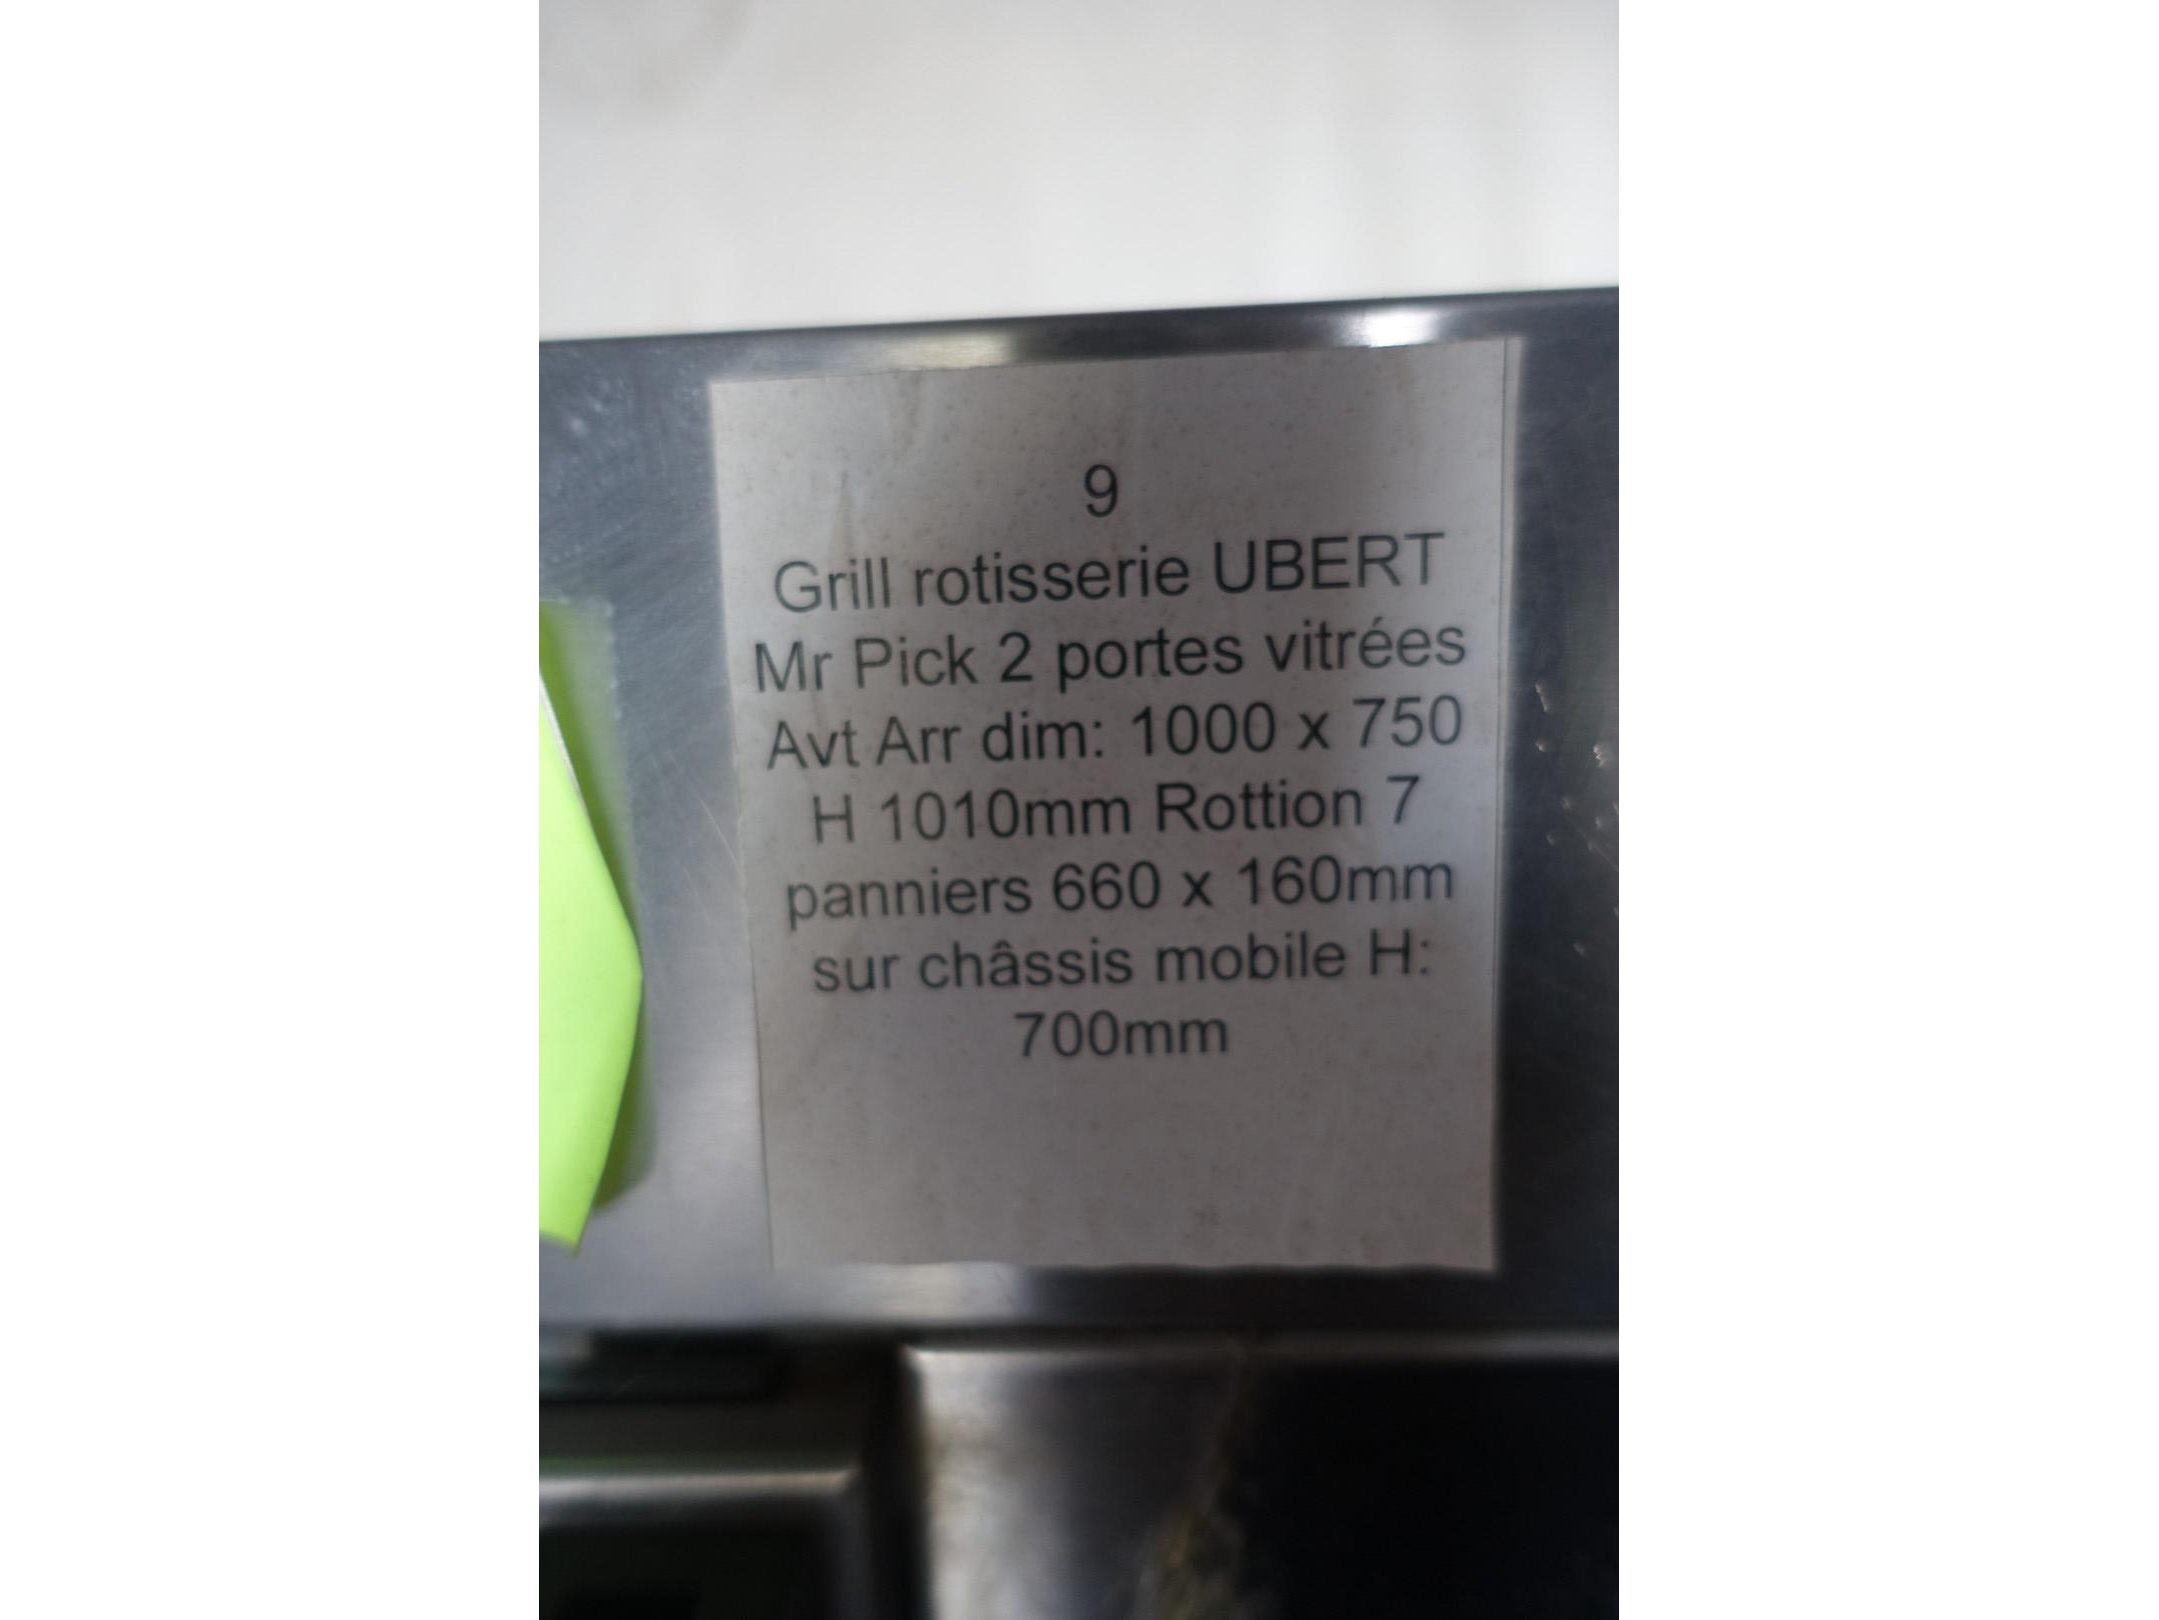 9
Grill rotisserie UBERT
Mr Pick 2 portes vitrées
Avt Arr dim: 1000 x 750
H 1010mm Rottion 7
panniers 660 x 160mm
sur châssis mobile H:
700mm